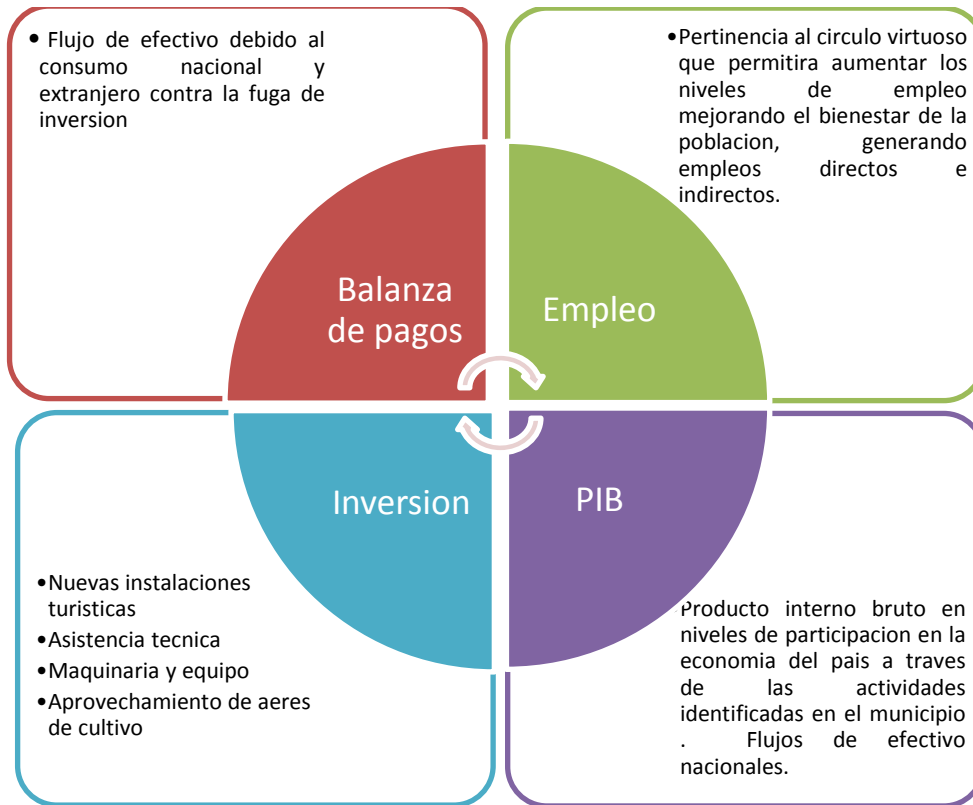 • Flujo de efectivo debido al
consumo nacional y
extranjero contra la fuga de
inversion
•Pertinencia al circulo virtuoso
que permitira aumentar los
niveles de empleo
mejorando el bienestar de la
poblacion, generando
empleos directos e
indirectos.
Balanza
de pagos
Empleo
Inversion
PIB
•Nuevas instalaciones
turisticas
•Asistencia tecnica
•Maquinaria y equipo
•Aprovechamiento de aeres
de cultivo
Producto interno bruto en
niveles de participacion en la
economia del pais a traves
de las actividades
identificadas en el municipio
. Flujos de efectivo
nacionales.